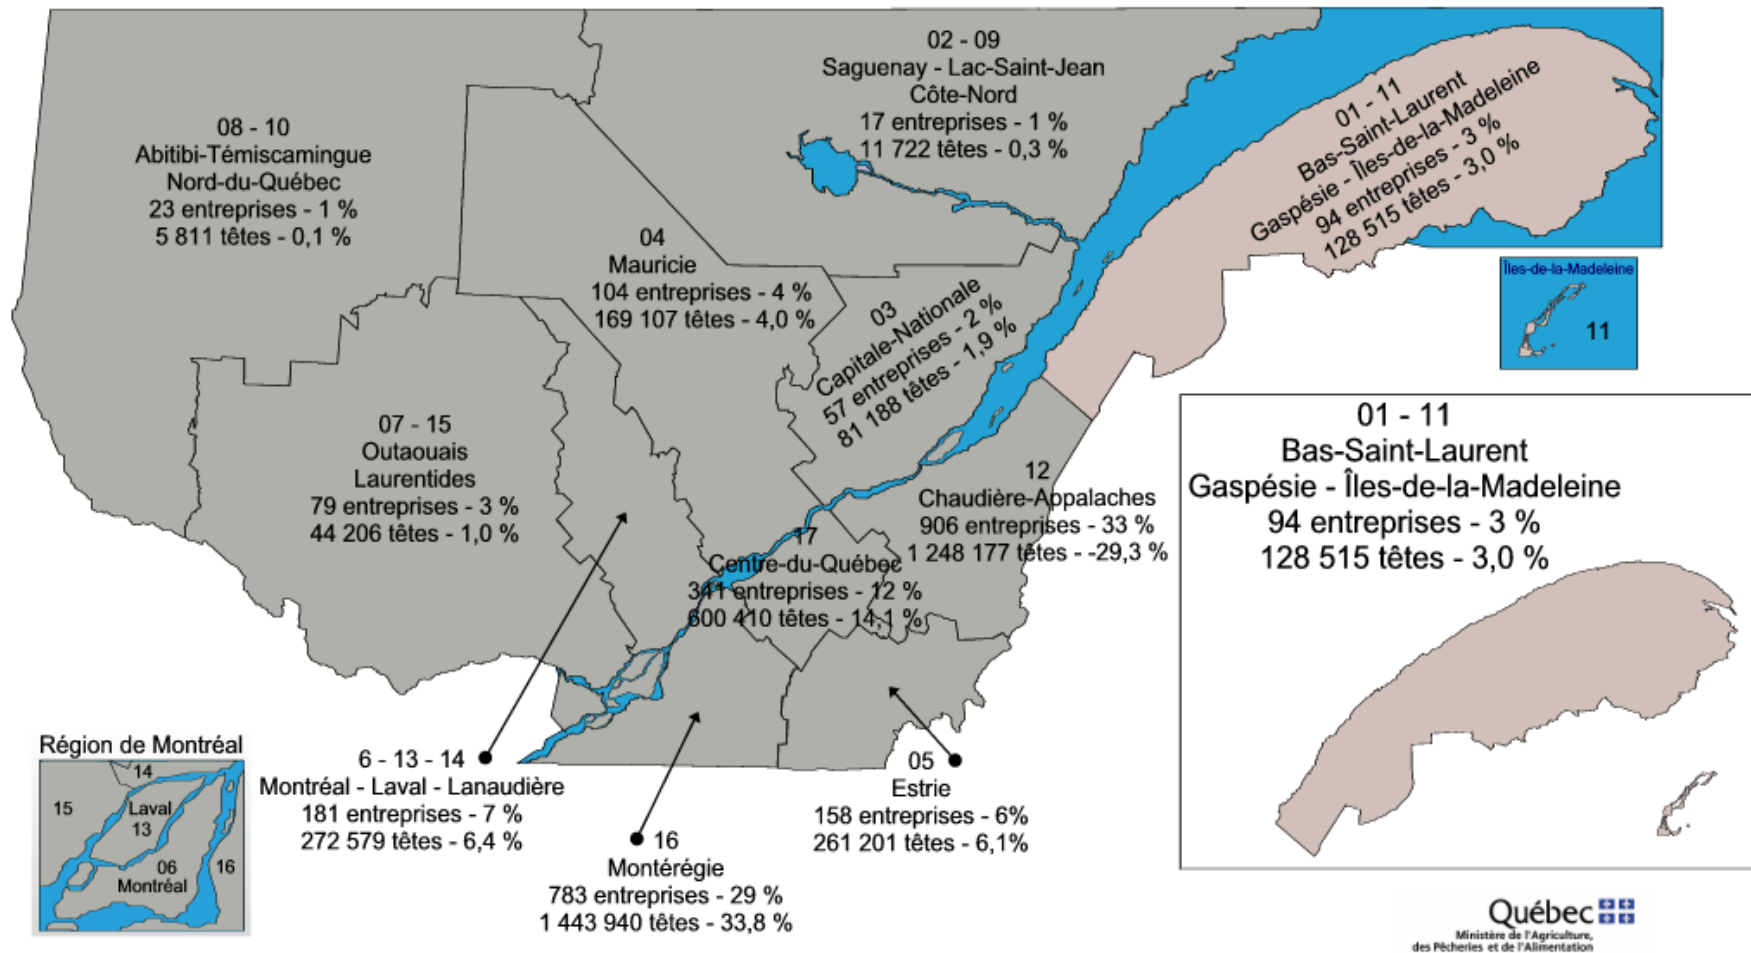 02 - 09
Saguenay - Lac-Saint-Jean
Côte-Nord
17 entreprises - 1 %
11 722 têtes - 0,3 %
01 - 11
Bas-Saint-Laurent
Gaspésie - Îles-de-la-Madeleine
94 entreprises - 3 %
128 515 têtes - 3,0 %
08 - 10
Abitibi-Témiscamingue
Nord-du-Québec
23 entreprises - 1 %
5 811 têtes - 0,1 %
04
Mauricie
104 entreprises - 4 %
169 107 têtes - 4,0 %
03
Capitale-Nationale
57 entreprises - 2 %
81 188 têtes - 1,9 %
Îles-de-la-Madeleine
11
07 - 15
Outaouais
Laurentides
79 entreprises - 3 %
44 206 têtes - 1,0 %
12
Chaudière-Appalaches
906 entreprises - 33 %
1 248 177 têtes - -29,3 %
17
Centre-du-Québec
341 entreprises - 12 %
600 410 têtes - 14,1 %
01 - 11
Bas-Saint-Laurent
Gaspésie - Îles-de-la-Madeleine
94 entreprises - 3 %
128 515 têtes - 3,0 %
Région de Montréal
14
15
Laval
13
06
Montréal
16
6 - 13 - 14
Montréal - Laval - Lanaudière
181 entreprises - 7 %
272 579 têtes - 6,4 %
16
Montérégie
783 entreprises - 29 %
1 443 940 têtes - 33,8 %
05
Estrie
158 entreprises - 6%
261 201 têtes - 6,1%
Québec
Ministère de l'Agriculture,
des Pêcheries et de l'Alimentation